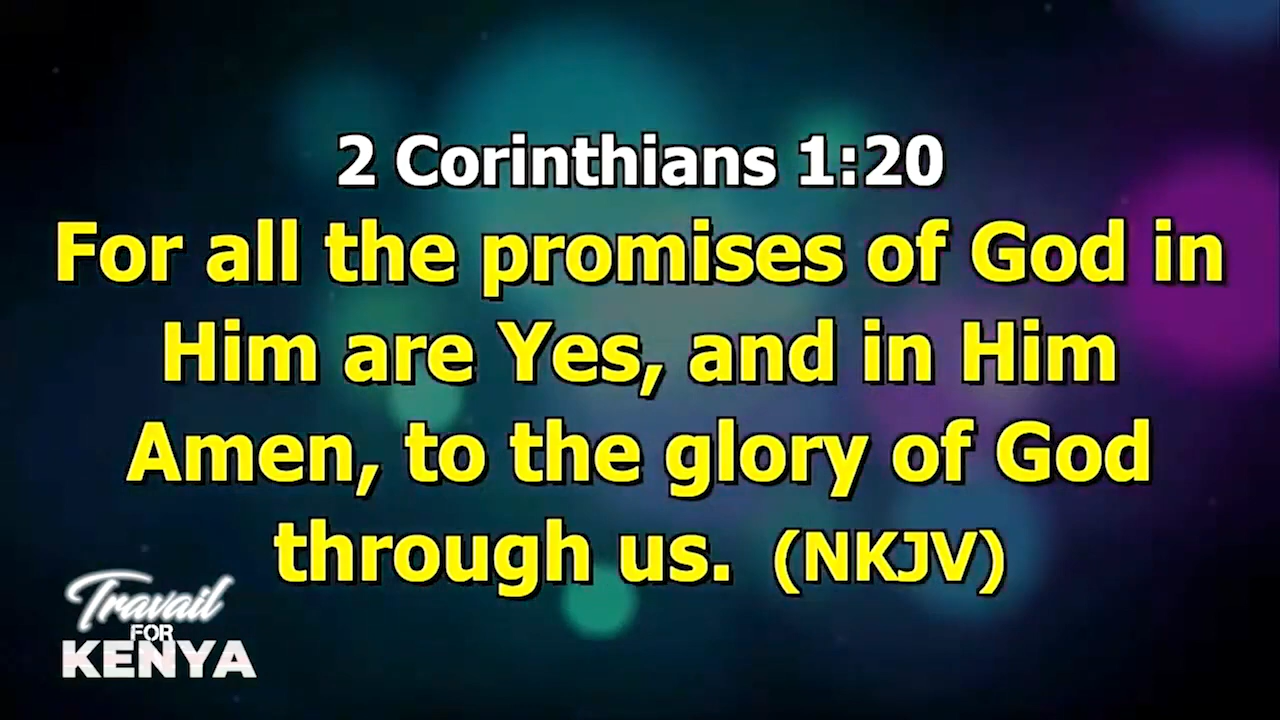 2 Corinthians 1:20
For all the promises of God in
Him are Yes, and in Him
Amen, to the glory of God
through us. (NKJV)
Travail
FOR
KENYA